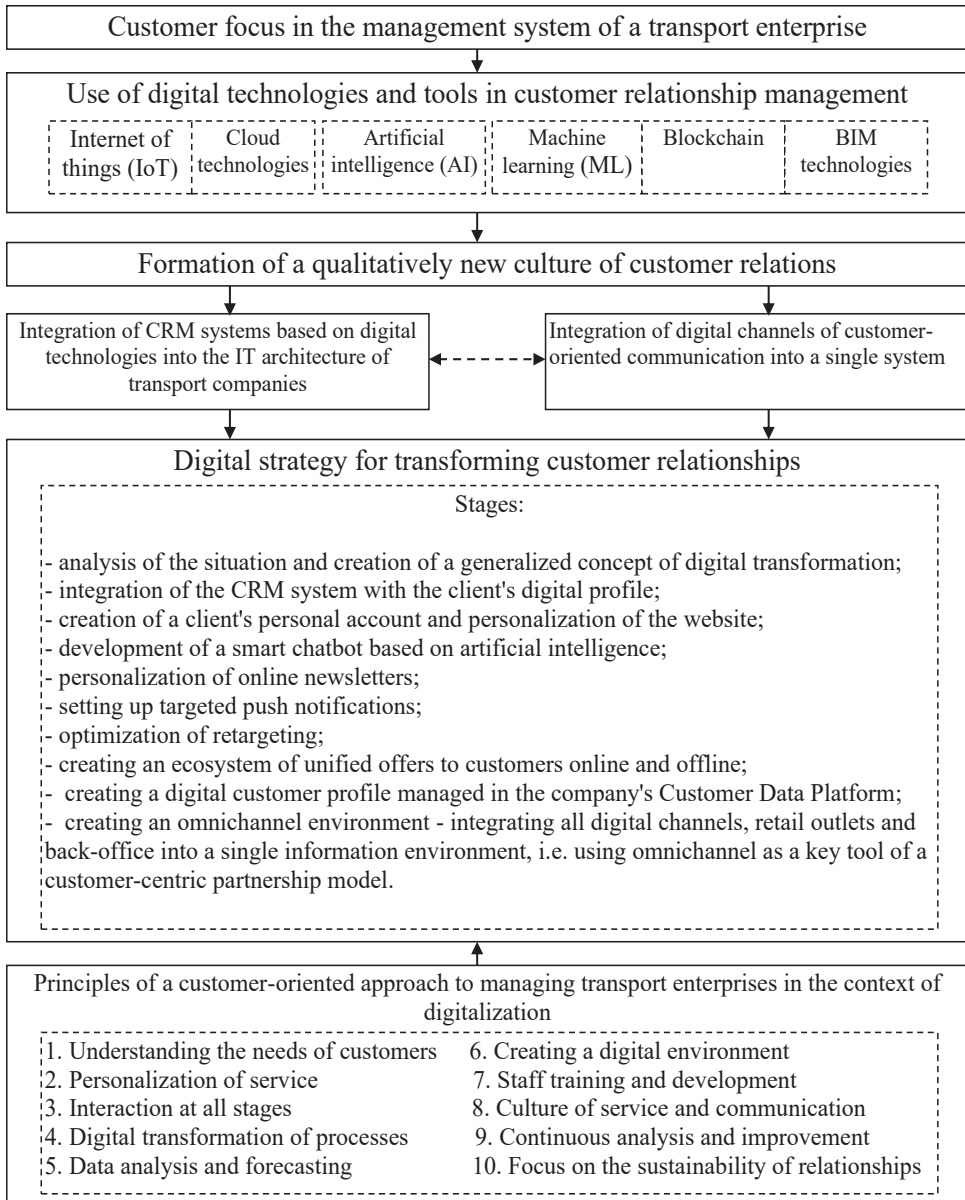 Customer focus in the management system of a transport enterprise
Use of digital technologies and tools in customer relationship management
Internet of
things (IoT)
Cloud
technologies
Artificial
intelligence (AI)
Machine
learning (ML)
Blockchain
BIM
technologies
Formation of a qualitatively new culture of customer relations
Integration of CRM systems based on digital
technologies into the IT architecture of
transport companies
Integration of digital channels of customer-
oriented communication into a single system
Digital strategy for transforming customer relationships
Stages:
- analysis of the situation and creation of a generalized concept of digital transformation;
- integration of the CRM system with the client's digital profile;
- creation of a client's personal account and personalization of the website;
- development of a smart chatbot based on artificial intelligence;
- personalization of online newsletters;
- setting up targeted push notifications;
- optimization of retargeting;
- creating an ecosystem of unified offers to customers online and offline;
- creating a digital customer profile managed in the company's Customer Data Platform;
- creating an omnichannel environment - integrating all digital channels, retail outlets and
back-office into a single information environment, i.e. using omnichannel as a key tool of a
customer-centric partnership model.
Principles of a customer-oriented approach to managing transport enterprises in the context of
digitalization
1. Understanding the needs of customers
2. Personalization of service
3. Interaction at all stages
4. Digital transformation of processes
5. Data analysis and forecasting
6. Creating a digital environment
7. Staff training and development
8. Culture of service and communication
9. Continuous analysis and improvement
10. Focus on the sustainability of relationships